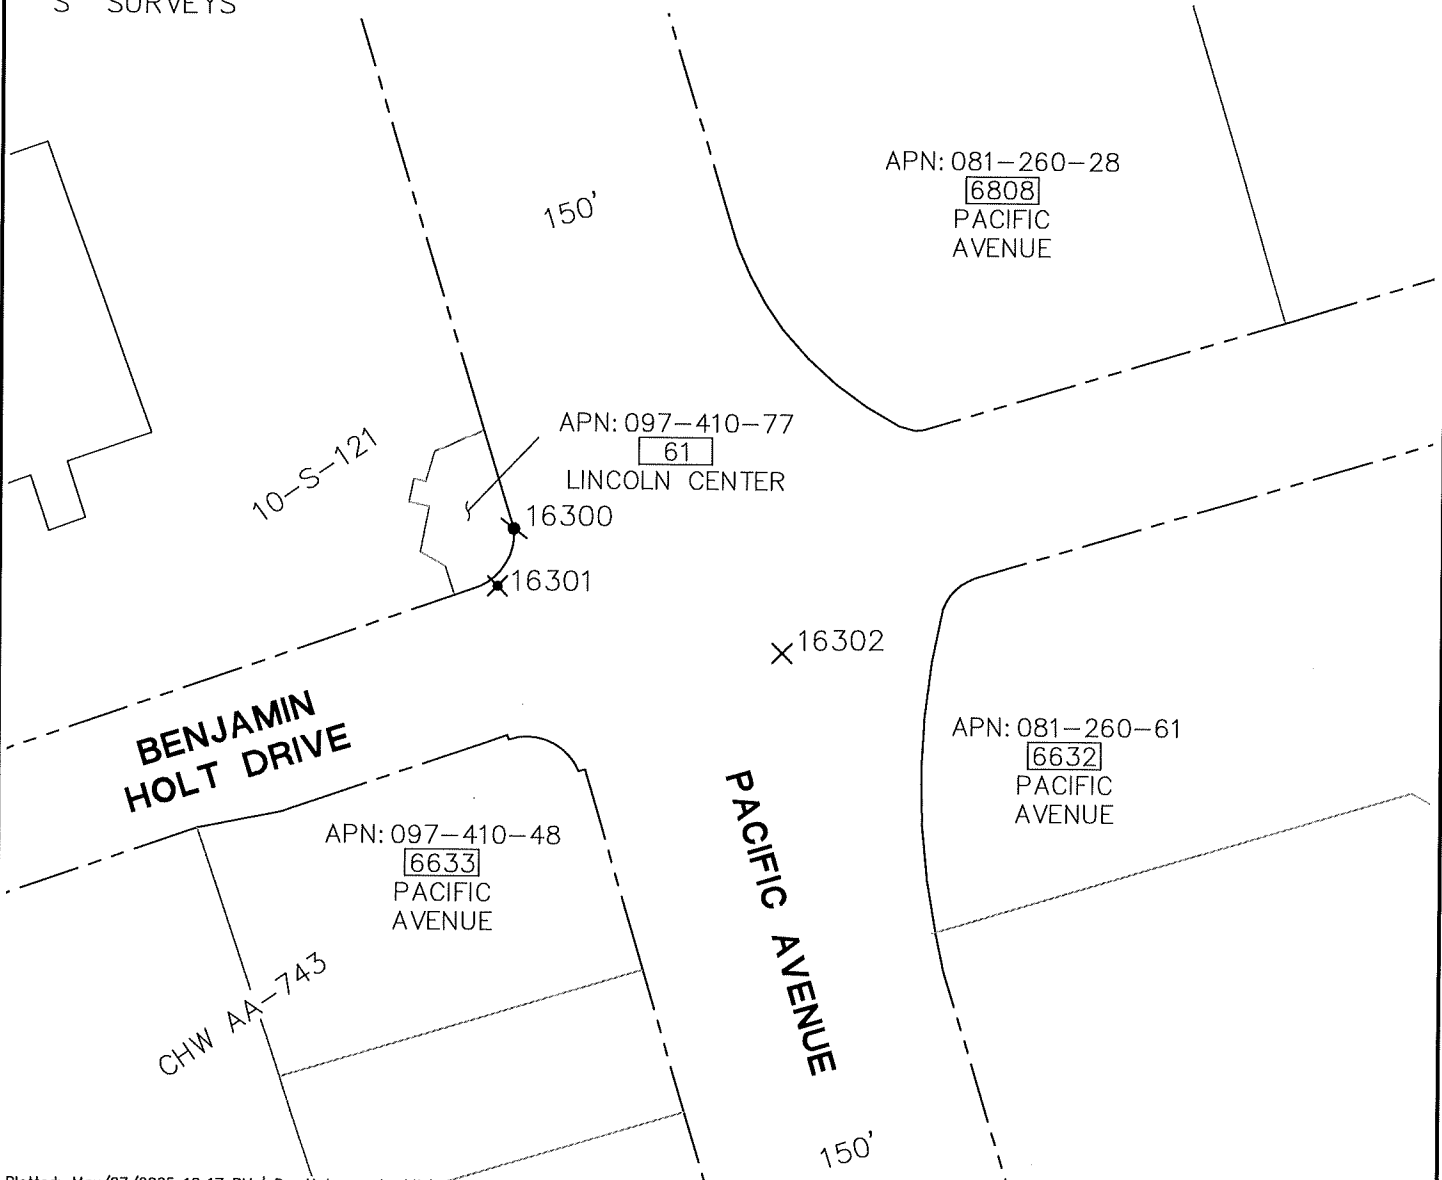 S SURVEYS
150'
APN: 081-260-28
6808
PACIFIC
AVENUE
APN: 097-410-77
61
LINCOLN CENTER
10-S-121
16300
16301
16302
BENJAMIN
HOLT DRIVE
APN: 081-260-61
6632
PACIFIC
AVENUE
PACIFIC AVENUE
APN: 097-410-48
6633
PACIFIC
AVENUE
CHW AA-743
150'